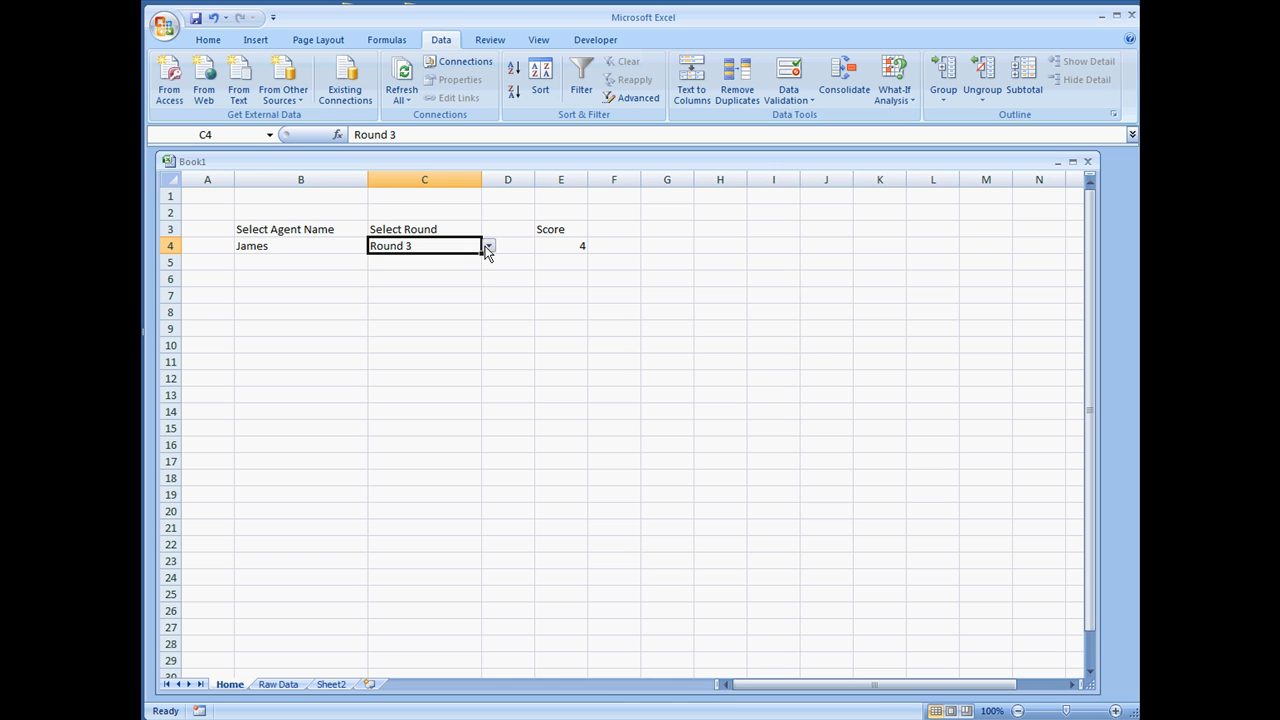 Microsoft Excel
Home Insert Page Layout Formulas Data Review View Developer
From Access
From Web
From Text
From Other Sources
Existing Connections
Get External Data
Refresh All
Connections
Properties
Edit Links
Connections
Sort
Filter
Clear
Reapply
Advanced
Sort & Filter
Text to Columns
Remove Duplicates
Data Validation
Consolidate
What-If Analysis
Data Tools
Group
Ungroup
Subtotal
Show Detail
Hide Detail
Outline
C4 fx Round 3
Book1
A B C D E F G H I J K L M N
1
2
3 Select Agent Name Select Round Score
4 James Round 3 4
5
6
7
8
9
10
11
12
13
14
15
16
17
18
19
20
21
22
23
24
25
26
27
28
29
30
Home Raw Data Sheet2
Ready 100%